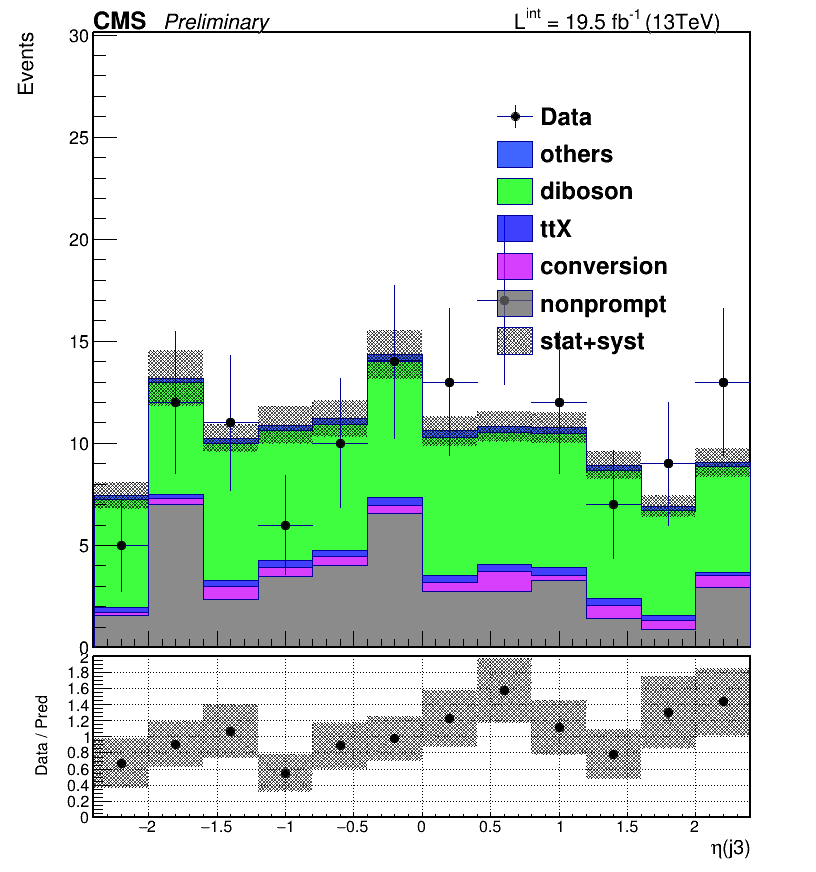 CMS Preliminary L^int = 19.5 fb^-1 (13TeV)
Events
30
25
20
15
10
5
0
Data
others
diboson
ttX
conversion
nonprompt
stat+syst
Data / Pred
2
1.8
1.6
1.4
1.2
1
0.8
0.6
0.4
0.2
0
−2 −1.5 −1 −0.5 0 0.5 1 1.5 2
η(j3)